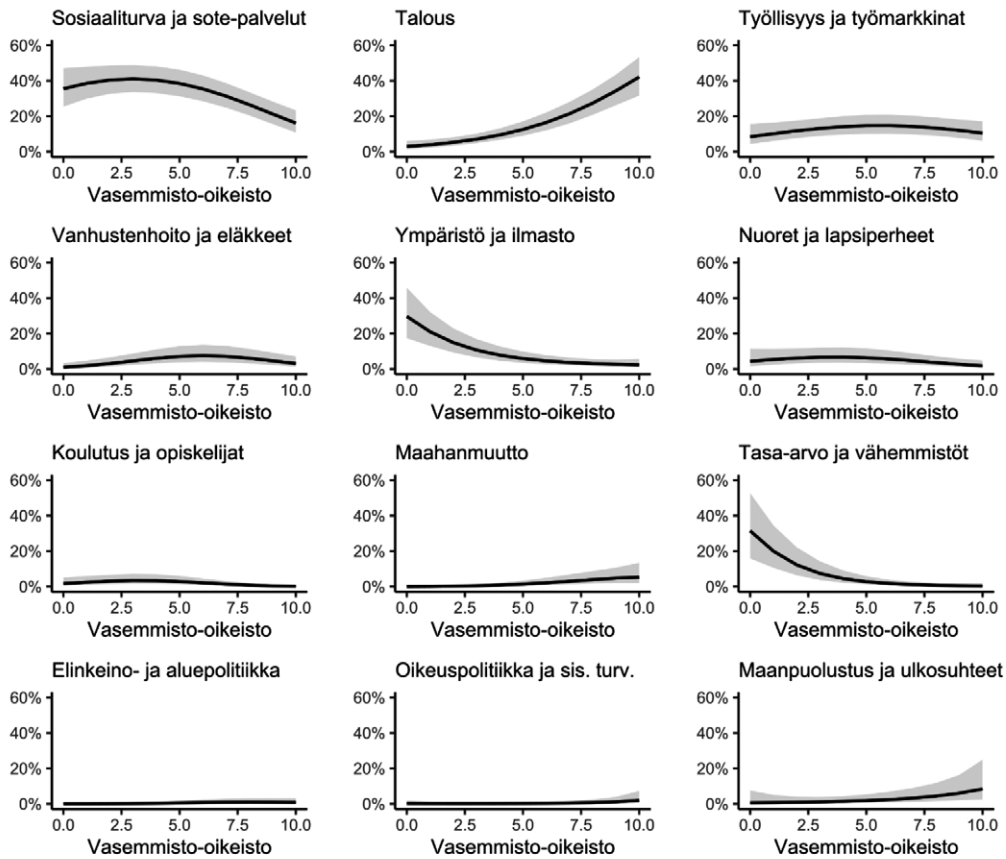 Sosiaaliturva ja sote-palvelut
60%
40%
20%
0%
0.0 2.5 5.0 7.5 10.0
Vasemmisto-oikeisto
Talous
60%
40%
20%
0%
0.0 2.5 5.0 7.5 10.0
Vasemmisto-oikeisto
Työllisyys ja työmarkkinat
60%
40%
20%
0%
0.0 2.5 5.0 7.5 10.0
Vasemmisto-oikeisto
Vanhustenhoito ja eläkkeet
60%
40%
20%
0%
0.0 2.5 5.0 7.5 10.0
Vasemmisto-oikeisto
Ympäristö ja ilmasto
60%
40%
20%
0%
0.0 2.5 5.0 7.5 10.0
Vasemmisto-oikeisto
Nuoret ja lapsiperheet
60%
40%
20%
0%
0.0 2.5 5.0 7.5 10.0
Vasemmisto-oikeisto
Koulutus ja opiskelijat
60%
40%
20%
0%
0.0 2.5 5.0 7.5 10.0
Vasemmisto-oikeisto
Maahanmuutto
60%
40%
20%
0%
0.0 2.5 5.0 7.5 10.0
Vasemmisto-oikeisto
Tasa-arvo ja vähemmistöt
60%
40%
20%
0%
0.0 2.5 5.0 7.5 10.0
Vasemmisto-oikeisto
Elinkeino- ja aluepolitiikka
60%
40%
20%
0%
0.0 2.5 5.0 7.5 10.0
Vasemmisto-oikeisto
Oikeuspolitiikka ja sis. turv.
60%
40%
20%
0%
0.0 2.5 5.0 7.5 10.0
Vasemmisto-oikeisto
Maanpuolustus ja ulkosuhteet
60%
40%
20%
0%
0.0 2.5 5.0 7.5 10.0
Vasemmisto-oikeisto